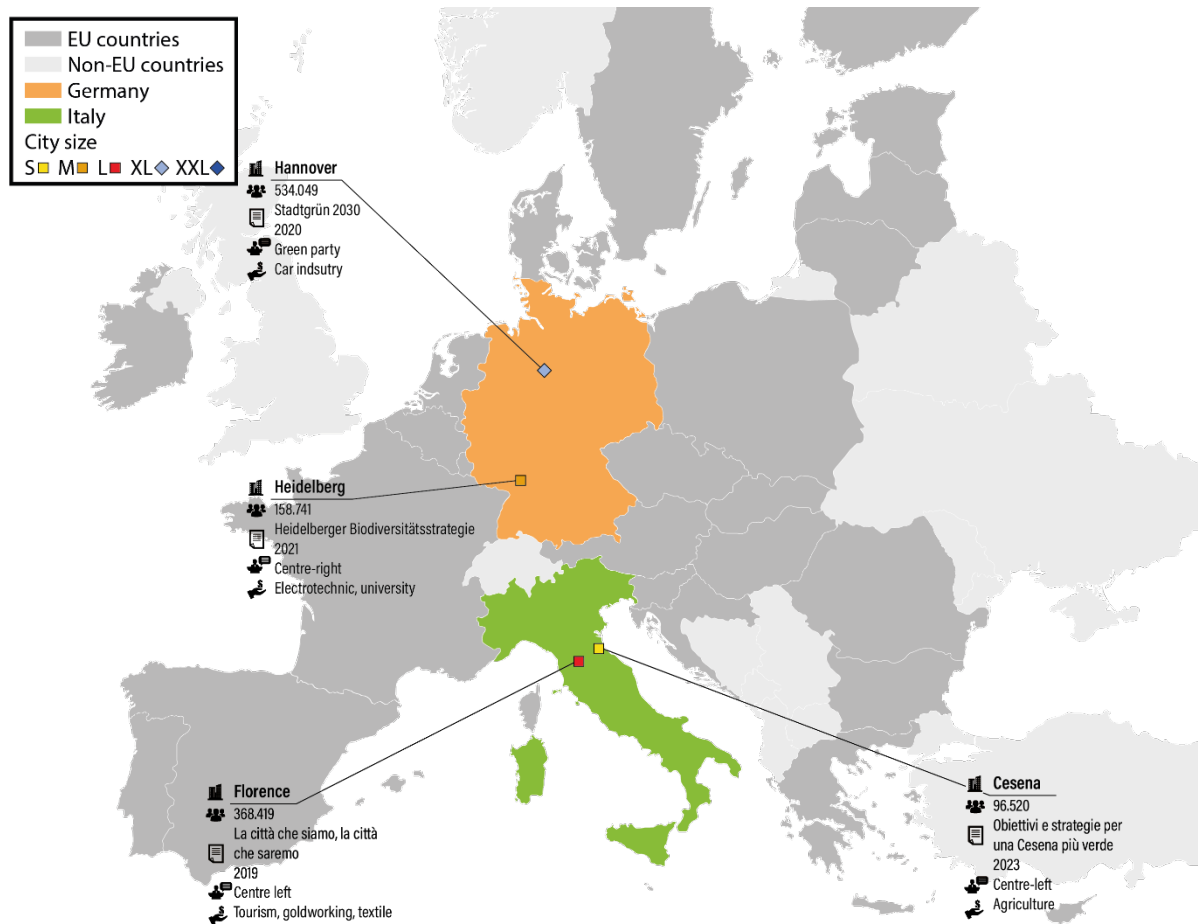 EU countries
Non-EU countries
Germany
Italy
City size
S M L XL XXL
Hannover
534.049
Stadtgrün 2030
2020
Green party
Car indsutry
Heidelberg
158.741
Heidelberger Biodiversitätsstrategie
2021
Centre-right
Electrotechnic, university
Florence
368.419
La città che siamo, la città
che saremo
2019
Centre left
Tourism, goldworking, textile
Cesena
96.520
Obiettivi e strategie per
una Cesena più verde
2023
Centre-left
Agriculture